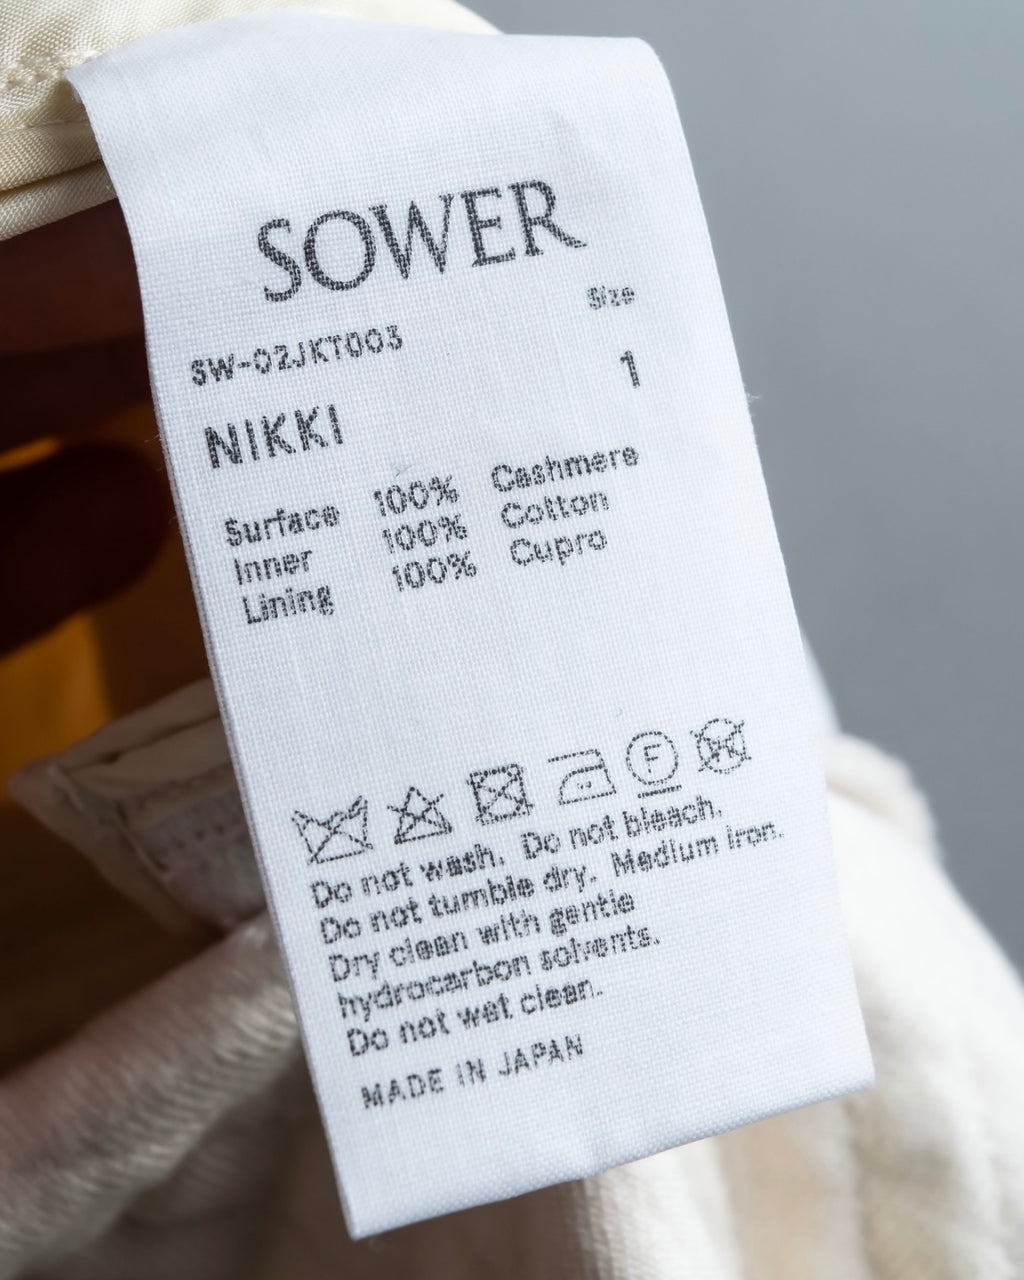 SOWER
Size
SW-02JKT003
1
NIKKI
Surface 100% Cashmere
Inner 100% Cotton
Lining 100% Cupro
F
Do not wash. Do not bleach.
Do not tumble dry. Medium iron.
Dry clean with gentle
hydrocarbon solvents.
Do not wet clean.
MADE IN JAPAN